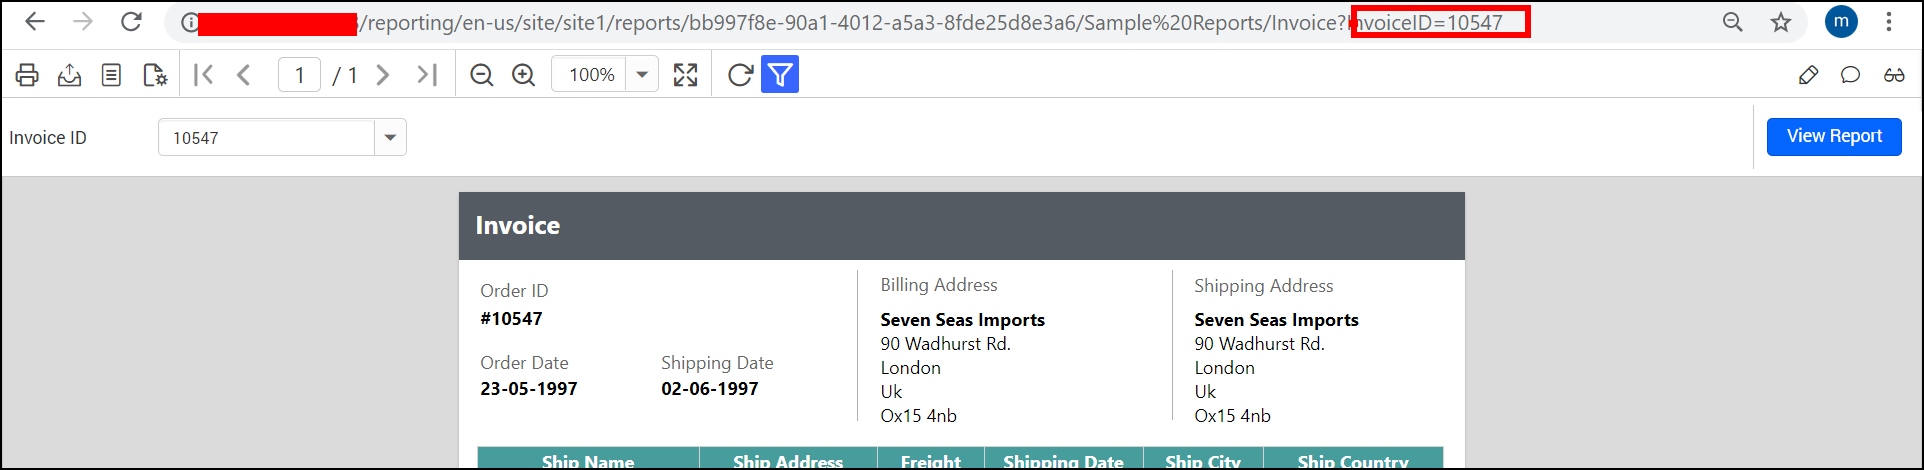 /reporting/en-us/site/site1/reports/bb997f8e-90a1-4012-a5a3-8fde25d8e3a6/Sample%20Reports/Invoice?InvoiceID=10547
m
1 / 1
100%
Invoice ID
10547
View Report
Invoice
Order ID
#10547
Order Date
23-05-1997
Shipping Date
02-06-1997
Billing Address
Seven Seas Imports
90 Wadhurst Rd.
London
Uk
Ox15 4nb
Shipping Address
Seven Seas Imports
90 Wadhurst Rd.
London
Uk
Ox15 4nb
Ship Name Ship Address Freight Shipping Date Ship City Ship Country